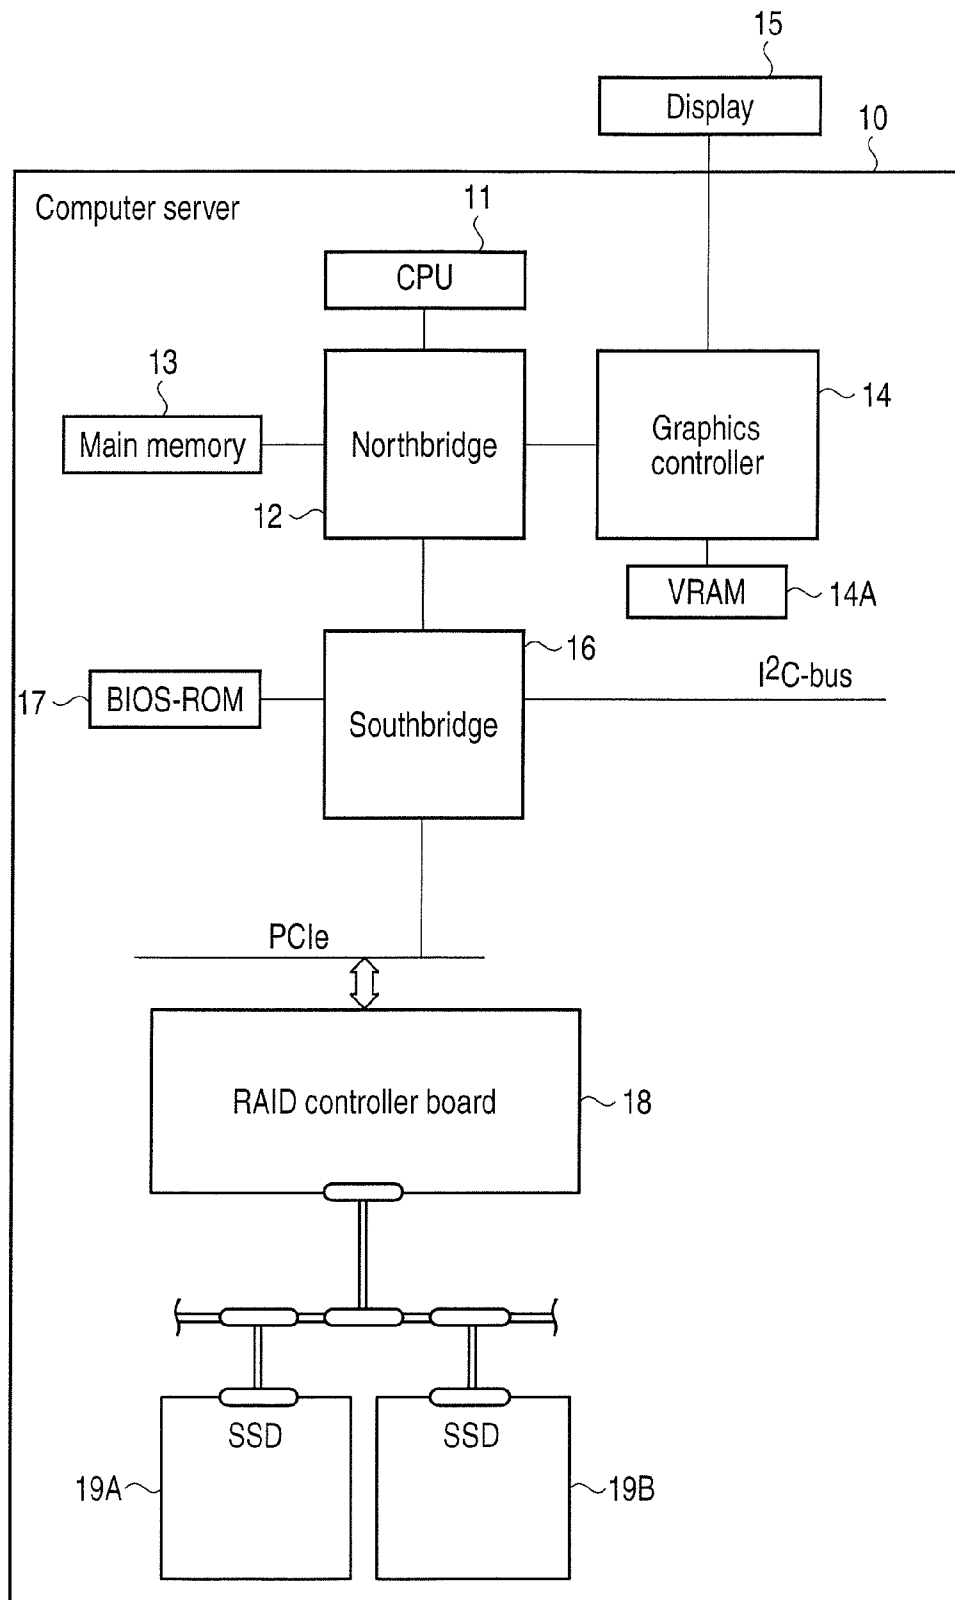 15
Display
10
Computer server
11
CPU
13
14
Main memory
Northbridge
Graphics
controller
12
VRAM
14A
16
I²C-bus
17
BIOS-ROM
Southbridge
PCIe
RAID controller board
18
SSD
SSD
19A
19B